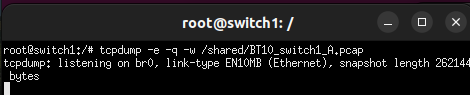 root@switch1: /
root@switch1:/# tcpdump -e -q -w /shared/BT10_switch1_A.pcap
tcpdump: listening on br0, link-type EN10MB (Ethernet), snapshot length 262144
 bytes